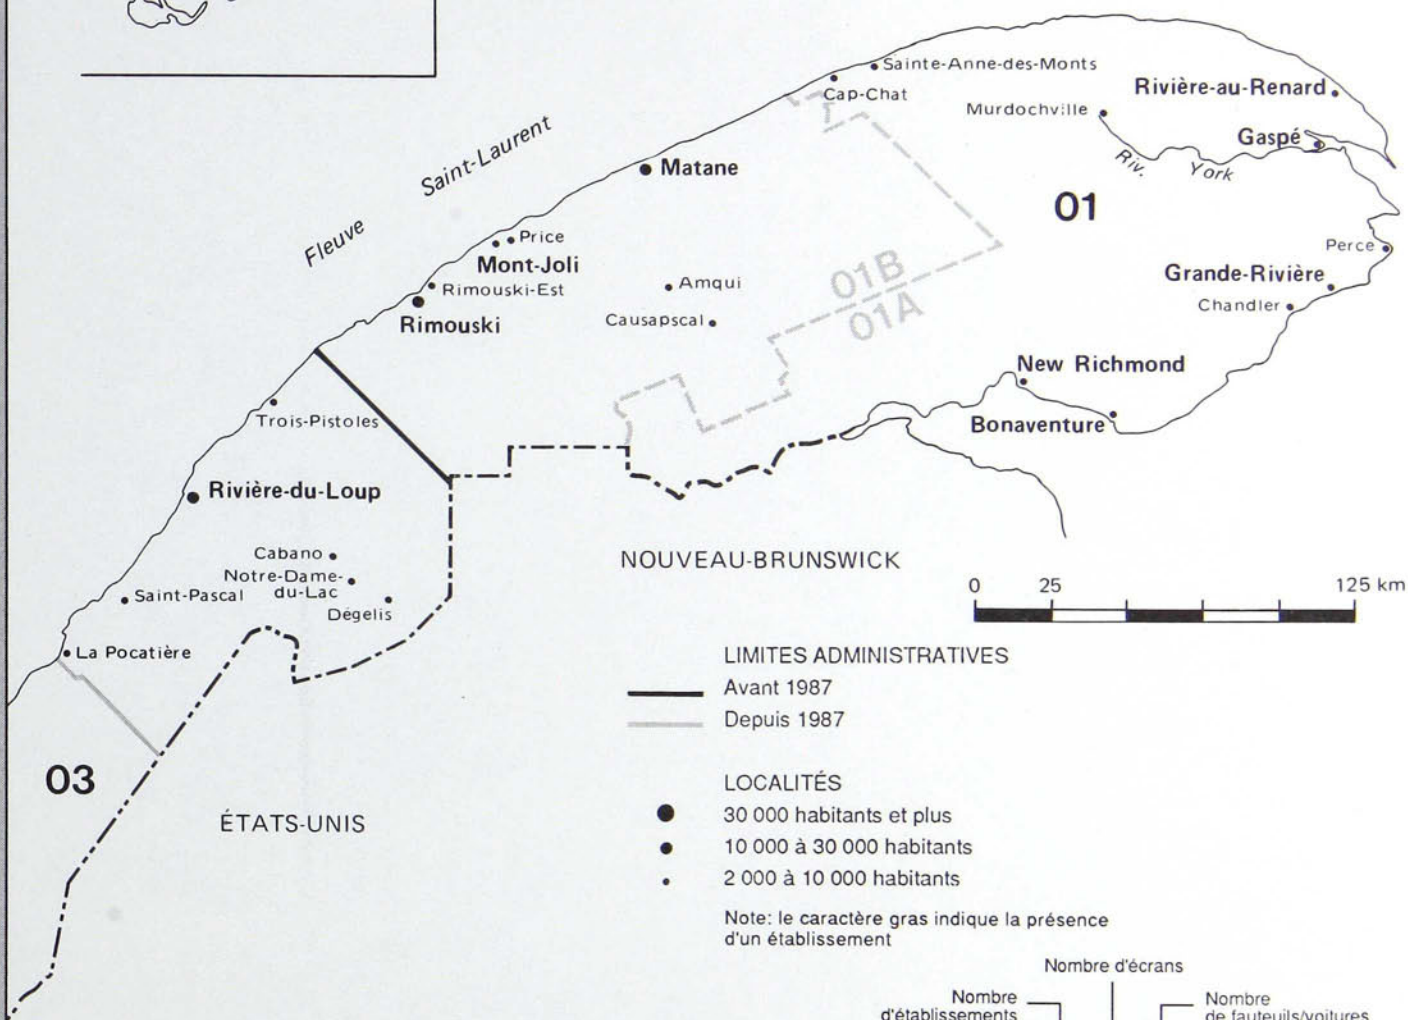 Sainte-Anne-des-Monts
Cap-Chat
Rivière-au-Renard
Murdochville
Gaspé
Riv. York
Fleuve Saint-Laurent
Matane
01
Price
Mont-Joli
Perce
Rimouski-Est
Amqui
01B
01A
Grande-Rivière
Chandler
Rimouski
Causapscal
New Richmond
Trois-Pistoles
Bonaventure
Rivière-du-Loup
Cabano
Notre-Dame-
du-Lac
Dégelis
Saint-Pascal
La Pocatière
NOUVEAU-BRUNSWICK
0 25 125 km
03
ÉTATS-UNIS
LIMITES ADMINISTRATIVES
Avant 1987
Depuis 1987
LOCALITÉS
30 000 habitants et plus
10 000 à 30 000 habitants
2 000 à 10 000 habitants
Note: le caractère gras indique la présence
d'un établissement
Nombre d'écrans
Nombre
d'établissements
Nombre
de fauteuils/voitures